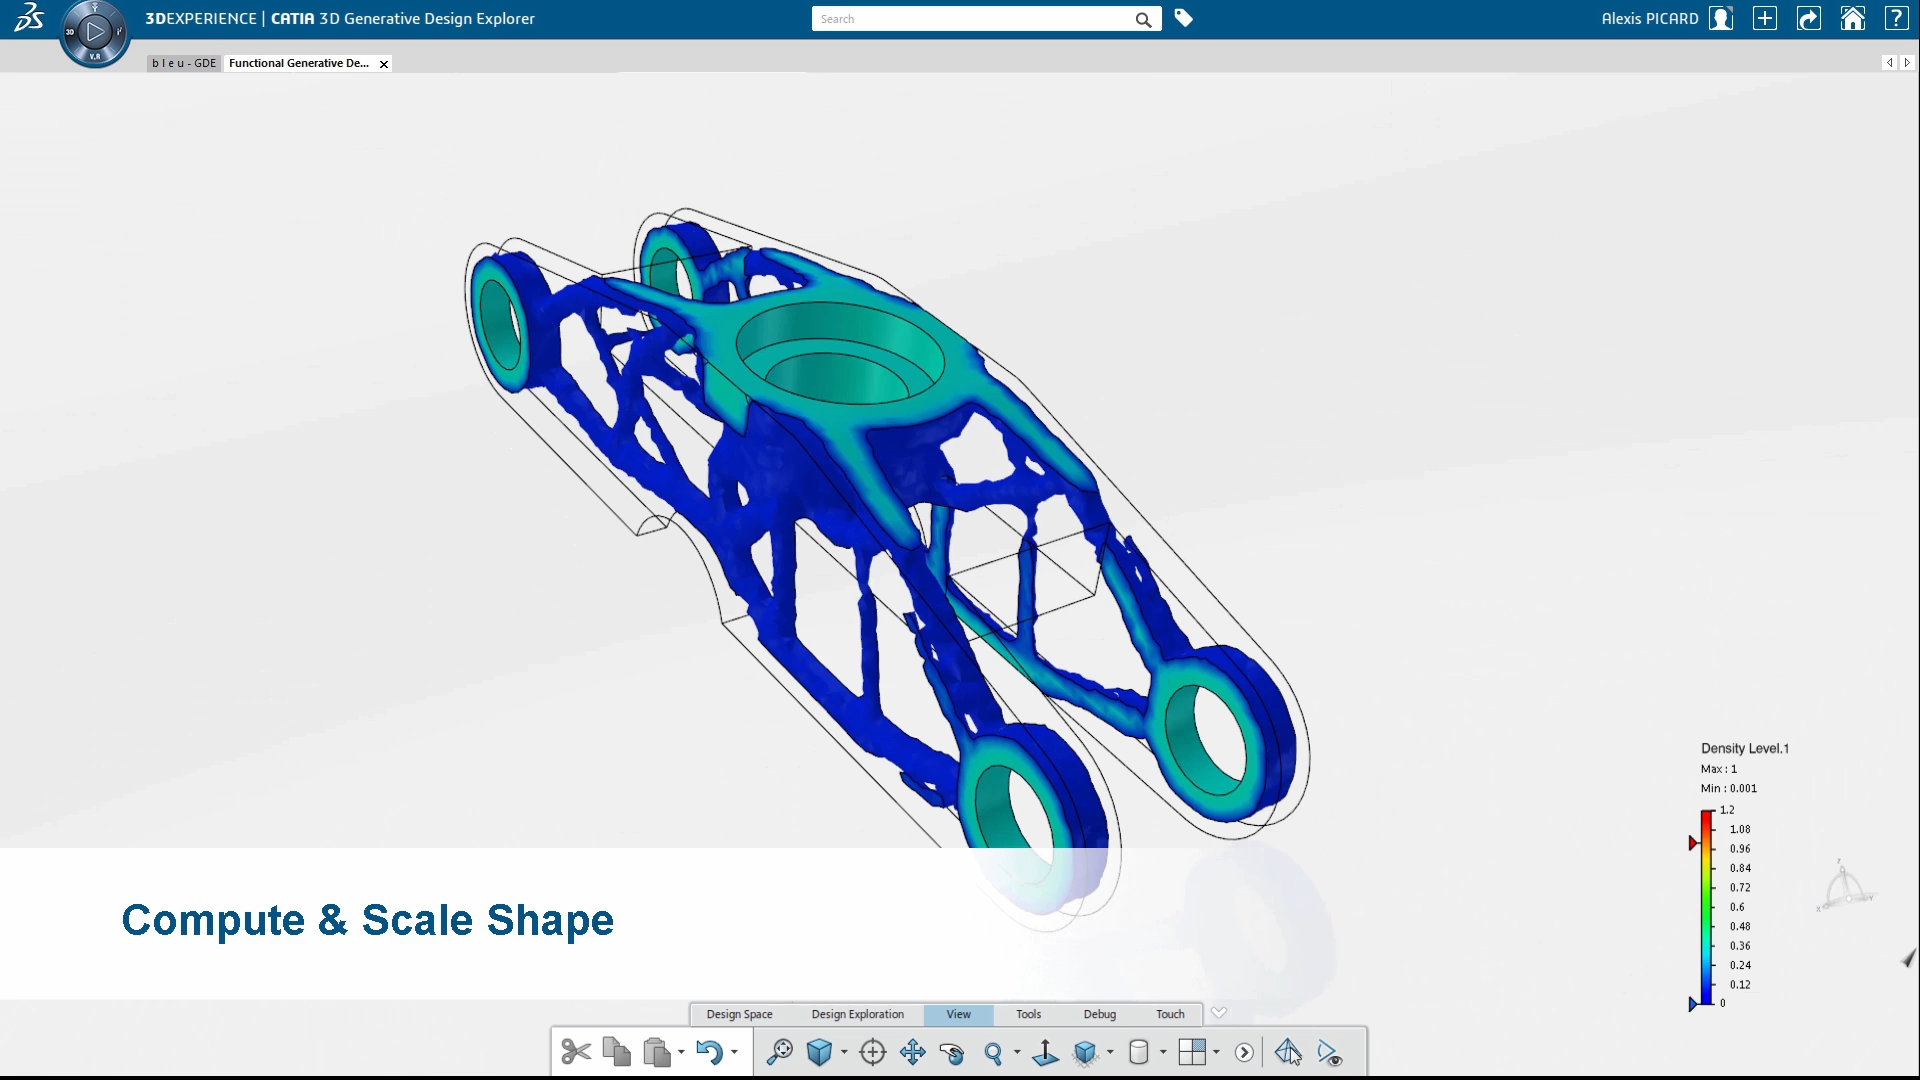 3DEXPERIENCE | CATIA 3D Generative Design Explorer
Search
Alexis PICARD
3D
V.R
b l e u - GDE
Functional Generative De...
Density Level.1
Max : 1
Min : 0.001
1.2
1.08
0.96
0.84
0.72
0.6
0.48
0.36
0.24
0.12
0
Compute & Scale Shape
Design Space
Design Exploration
View
Tools
Debug
Touch